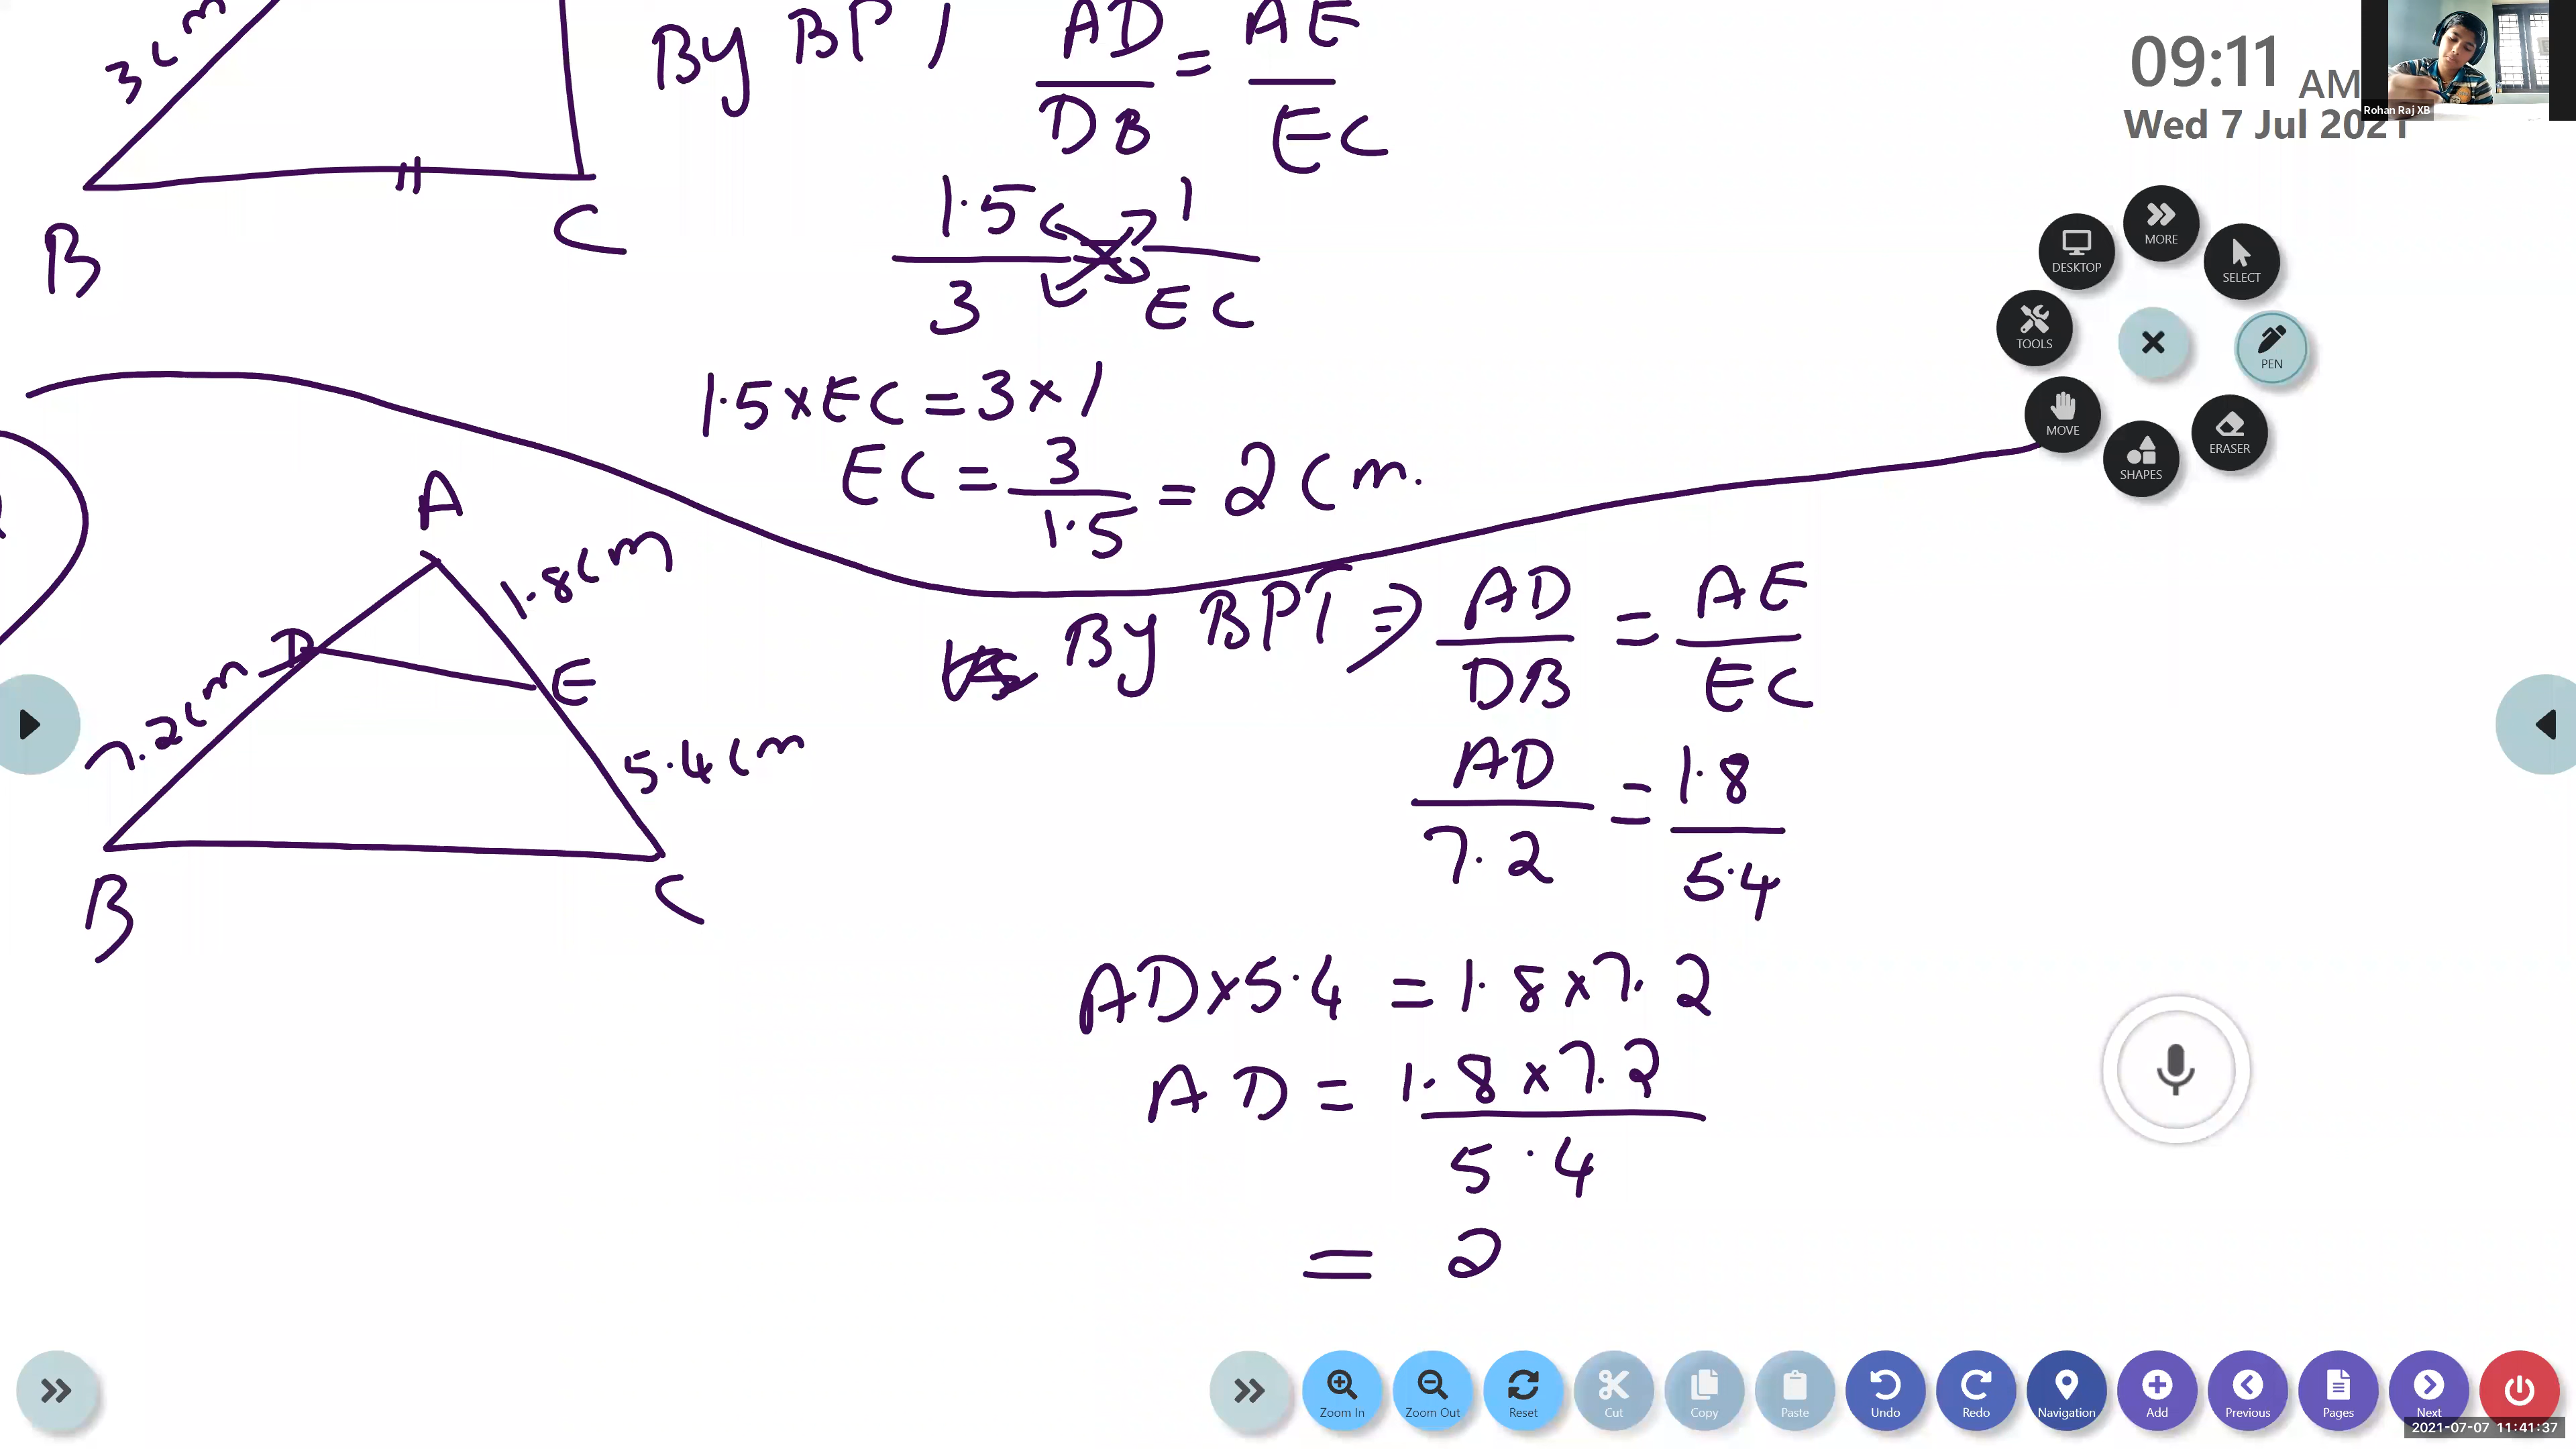 3cm
B
C
By BPT
AD/DB = AE/EC
1.5/3 = 1/EC
1.5×EC = 3×1
EC = 3/1.5 = 2cm.
A
1.8cm
D
E
7.2cm
5.4cm
B
C
By BPT ⇒ AD/DB = AE/EC
AD/7.2 = 1.8/5.4
AD×5.4 = 1.8×7.2
AD = 1.8×7.2/5.4
= 2
09:11 AM
Wed 7 Jul 2021
Rohan Raj XB
MORE
DESKTOP
SELECT
TOOLS
PEN
MOVE
ERASER
SHAPES
Zoom In
Zoom Out
Reset
Cut
Copy
Paste
Undo
Redo
Navigation
Add
Previous
Pages
Next
2021-07-07 11:41:37